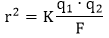 r² = K (q₁ · q₂)/F